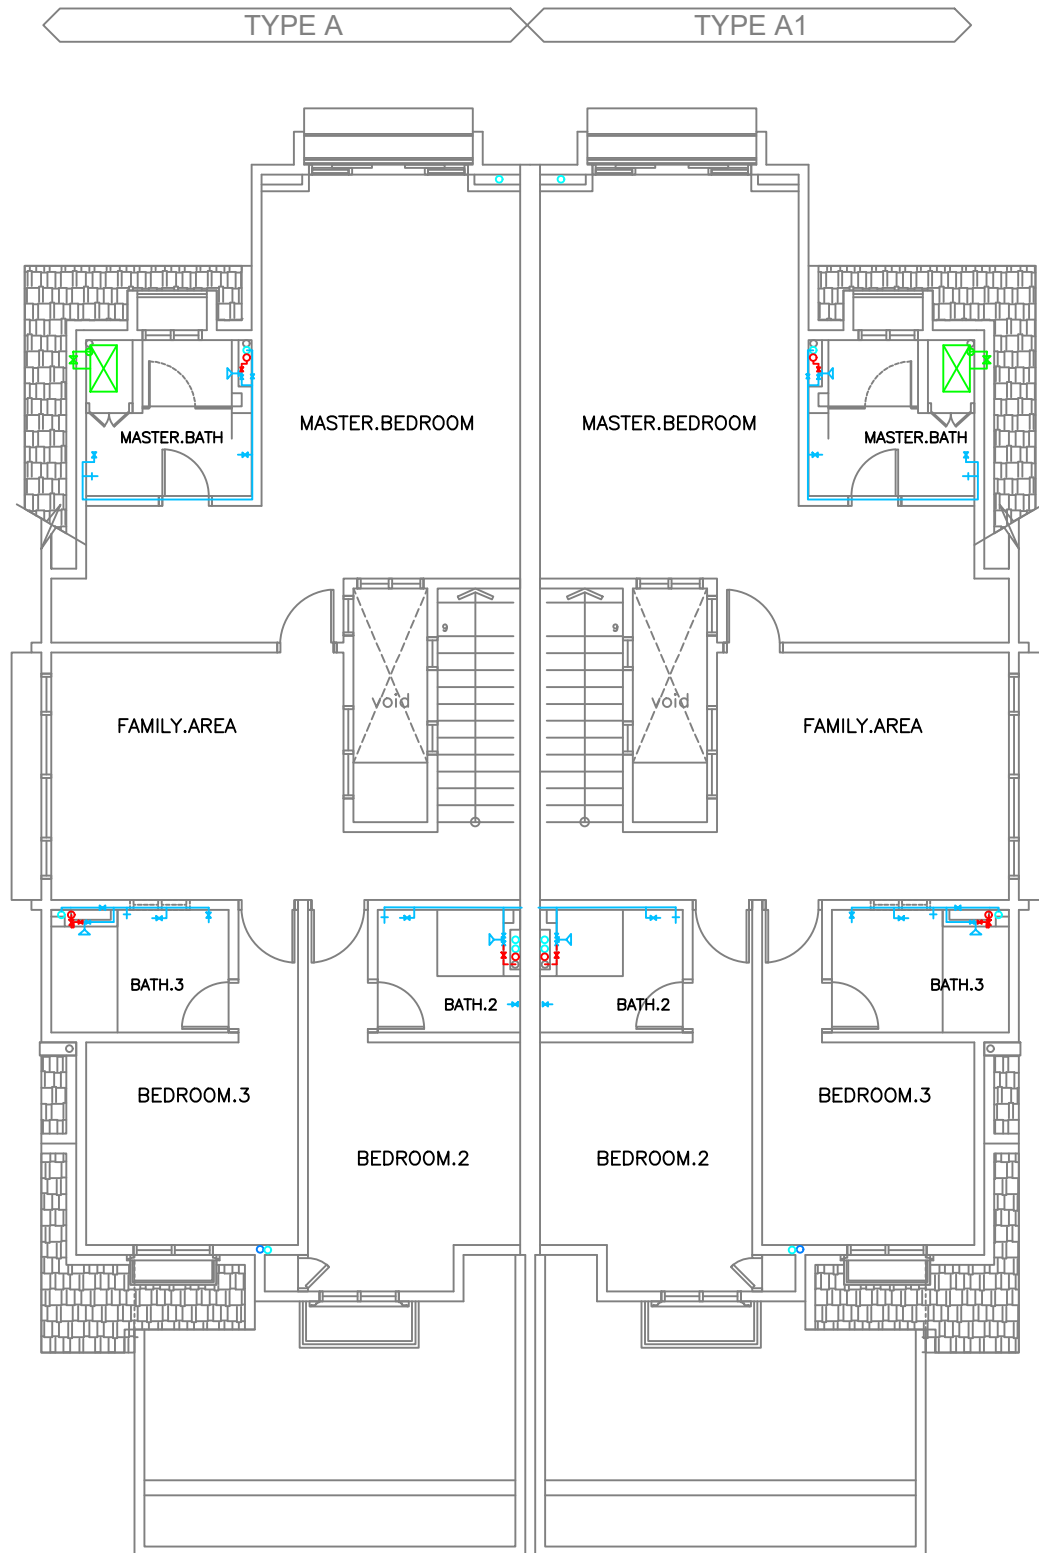 TYPE A TYPE A1
MASTER.BEDROOM MASTER.BEDROOM
MASTER.BATH MASTER.BATH
9 9
void void
FAMILY.AREA FAMILY.AREA
BATH.3 BATH.3
BATH.2 BATH.2
BEDROOM.3 BEDROOM.3
BEDROOM.2 BEDROOM.2